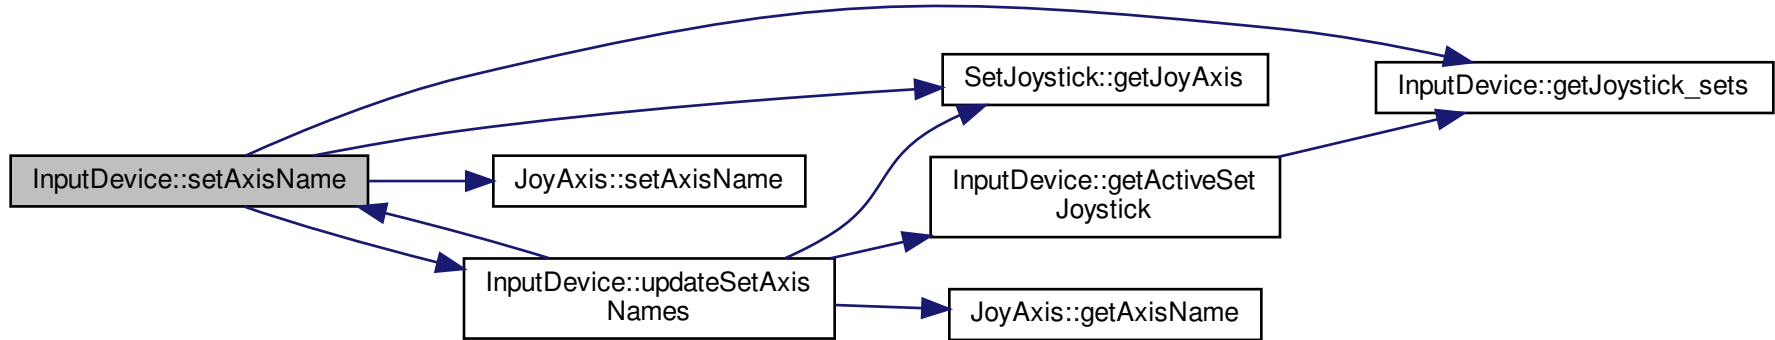 InputDevice::setAxisName
SetJoystick::getJoyAxis
InputDevice::getJoystick_sets
JoyAxis::setAxisName
InputDevice::getActiveSet
Joystick
InputDevice::updateSetAxis
Names
JoyAxis::getAxisName